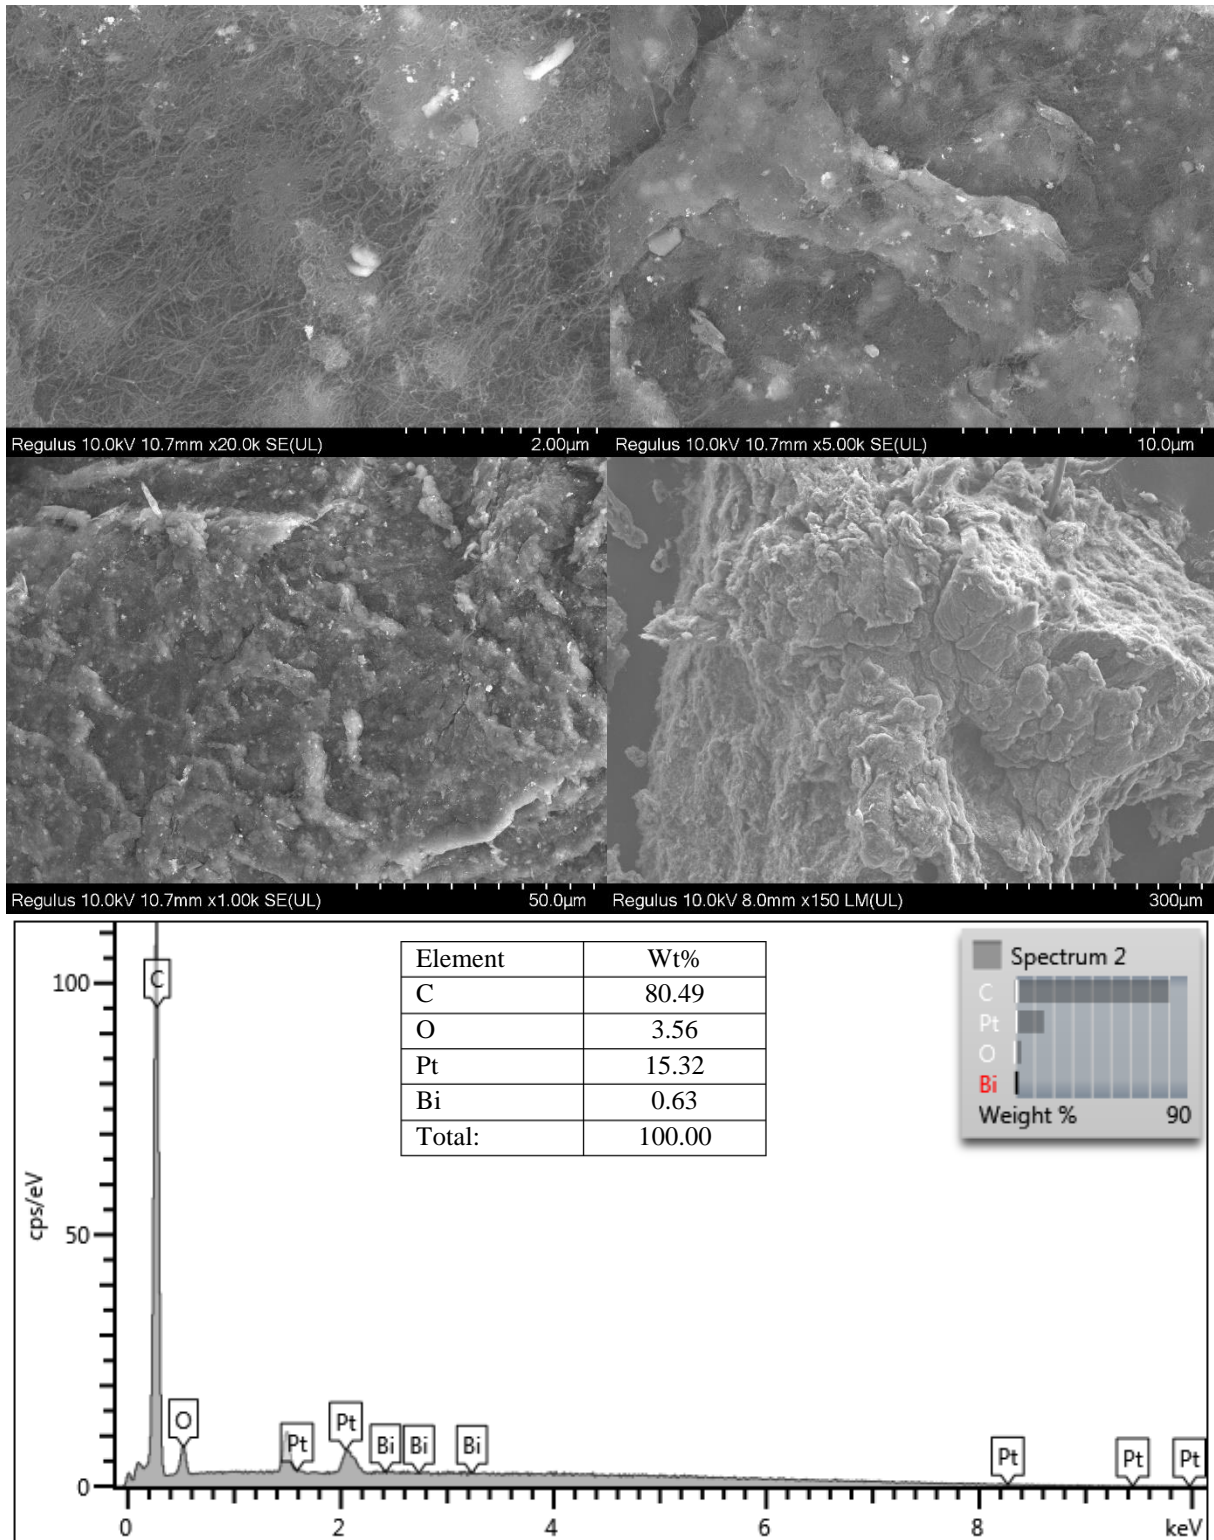 Regulus 10.0kV 10.7mm x20.0k SE(UL) 2.00µm
Regulus 10.0kV 10.7mm x5.00k SE(UL) 10.0µm
Regulus 10.0kV 10.7mm x1.00k SE(UL) 50.0µm
Regulus 10.0kV 8.0mm x150 LM(UL) 300µm
Element Wt%
C 80.49
O 3.56
Pt 15.32
Bi 0.63
Total: 100.00
Spectrum 2
C
Pt
O
Bi
Weight % 90
cps/eV
100
50
0
C
O
Pt
Pt
Bi
Bi
Bi
Pt
Pt
Pt
0 2 4 6 8 keV